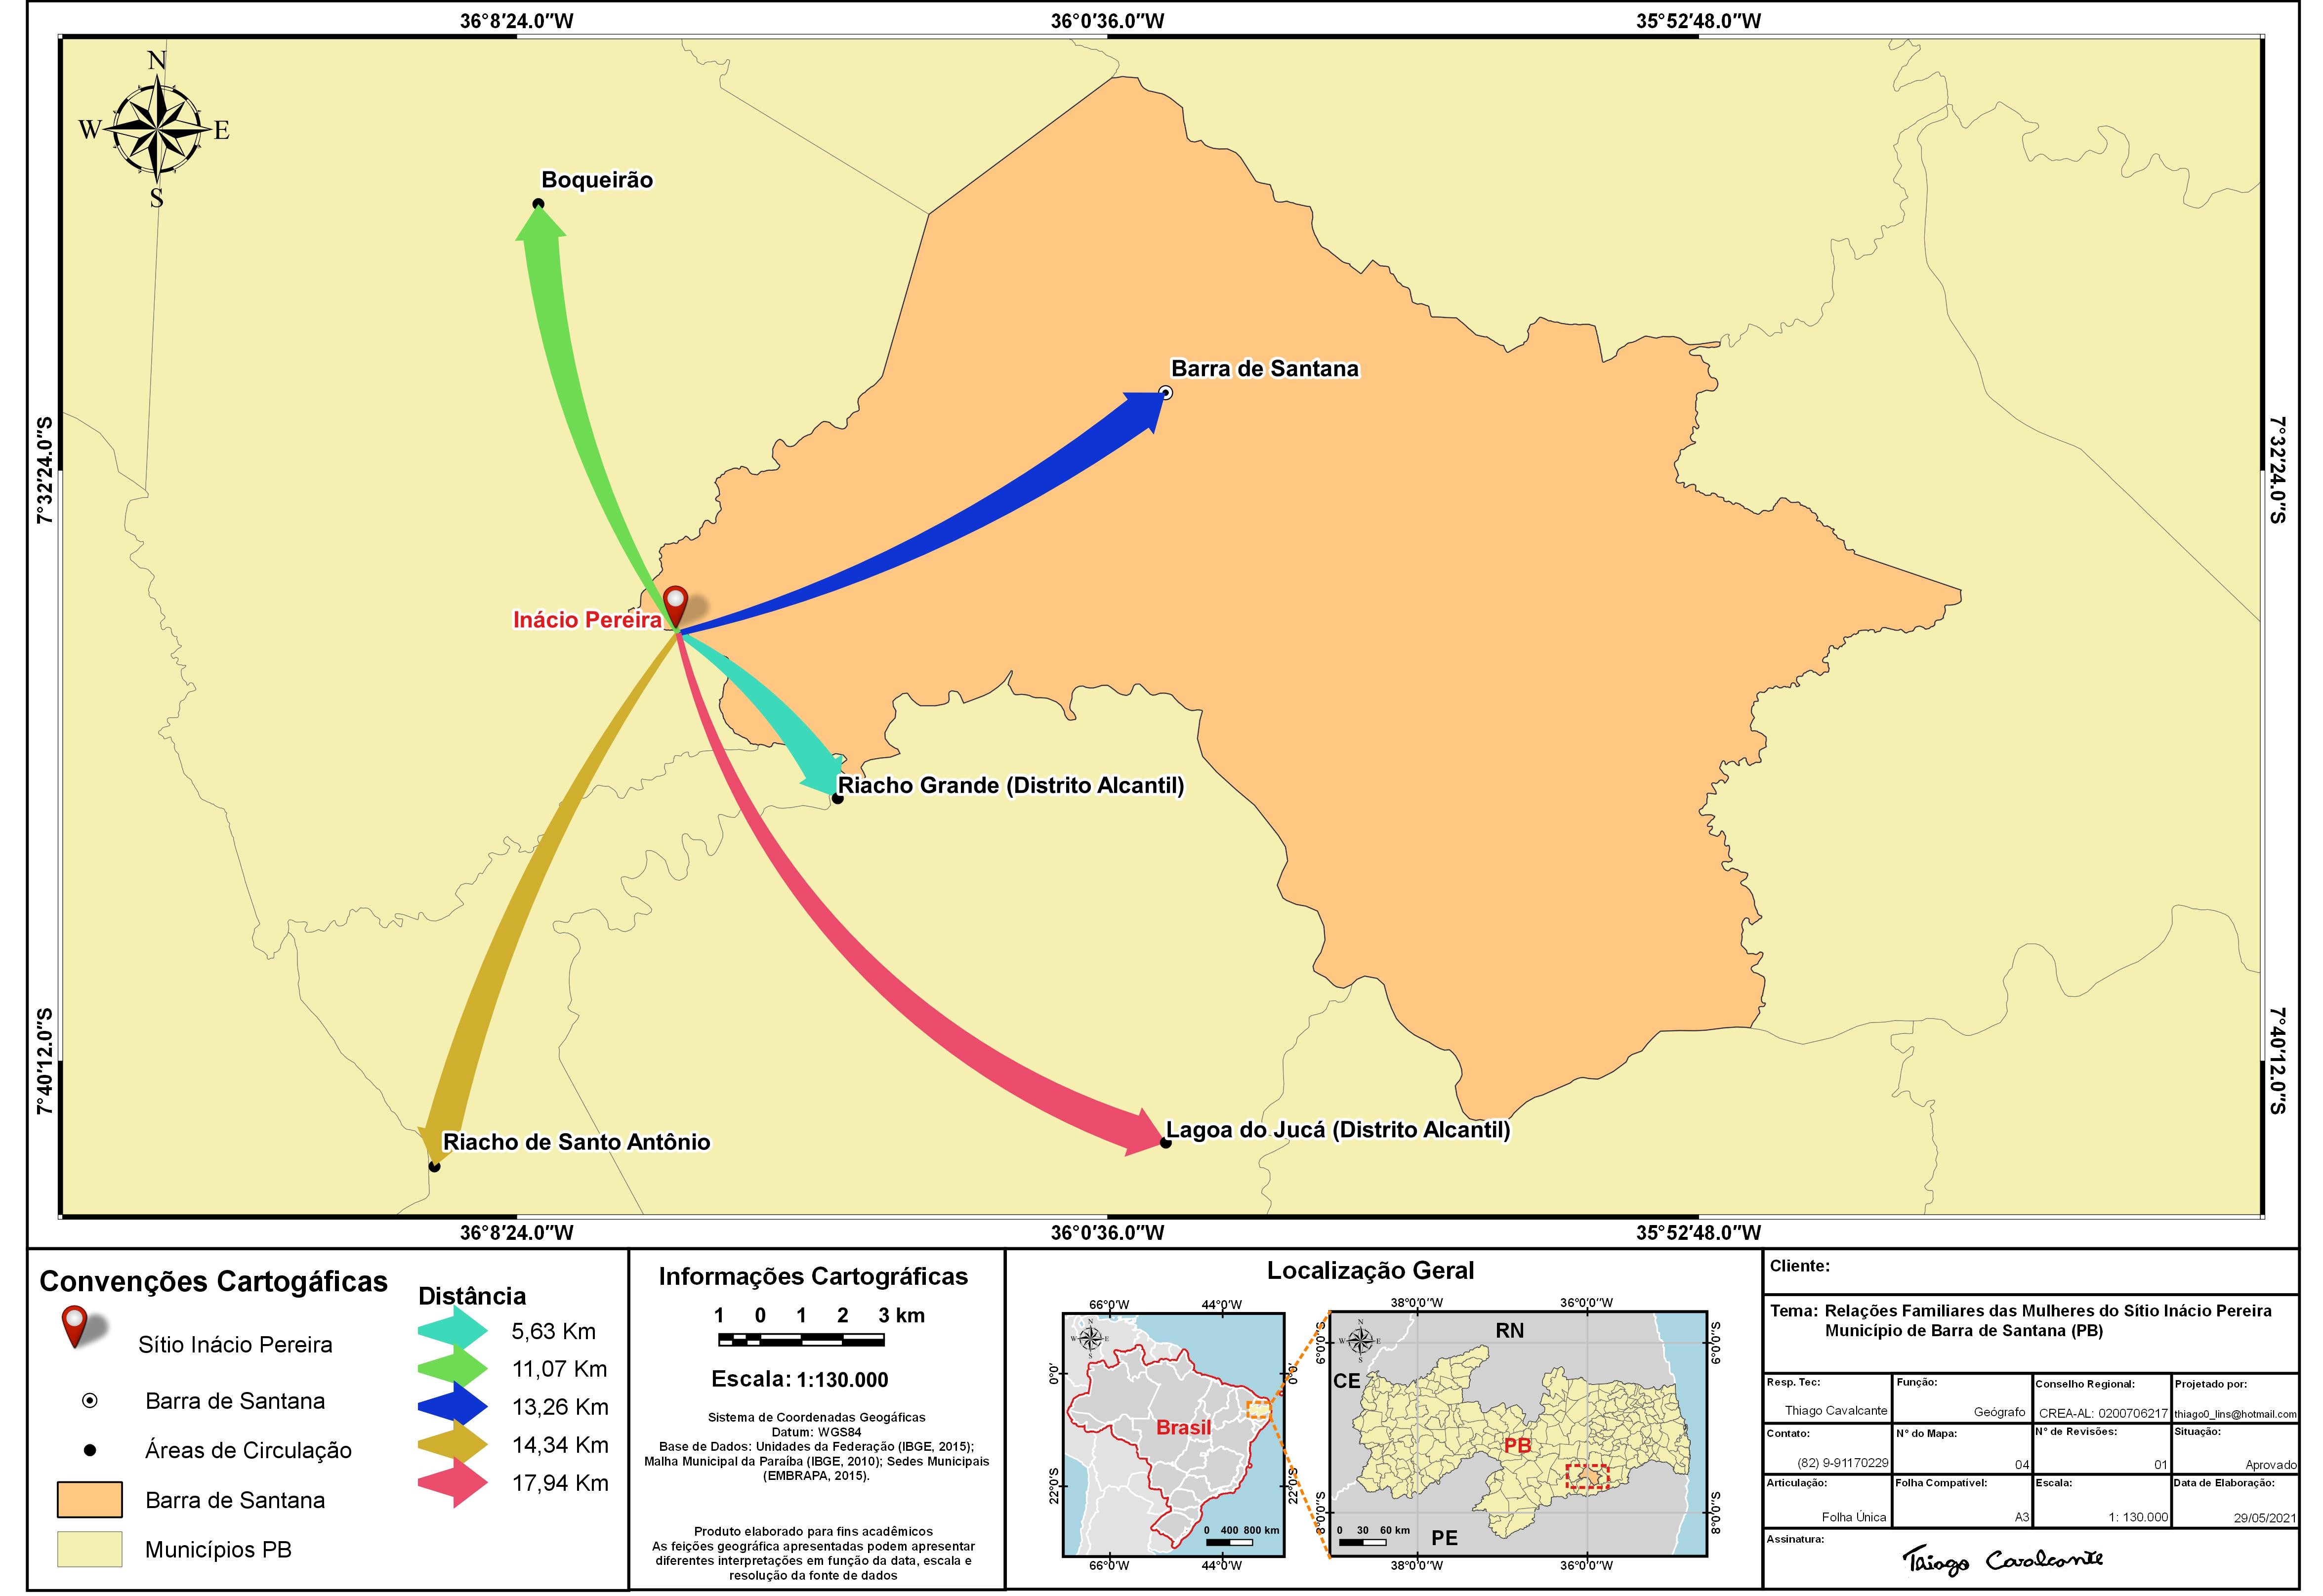 36°8'24.0"W 36°0'36.0"W 35°52'48.0"W
N
W E
S
Boqueirão
Barra de Santana
7°32'24.0"S 7°32'24.0"S
Inácio Pereira
Riacho Grande (Distrito Alcantil)
7°40'12.0"S 7°40'12.0"S
Lagoa do Jucá (Distrito Alcantil)
Riacho de Santo Antônio
36°8'24.0"W 36°0'36.0"W 35°52'48.0"W
Convenções Cartogáficas
Sítio Inácio Pereira
Barra de Santana
Áreas de Circulação
Barra de Santana
Municípios PB
Distância
5,63 Km
11,07 Km
13,26 Km
14,34 Km
17,94 Km
Informações Cartográficas
1 0 1 2 3 km
Escala: 1:130.000
Sistema de Coordenadas Geogáficas
Datum: WGS84
Base de Dados: Unidades da Federação (IBGE, 2015);
Malha Municipal da Paraíba (IBGE, 2010); Sedes Municipais
(EMBRAPA, 2015).
Produto elaborado para fins acadêmicos
As feições geográfica apresentadas podem apresentar
diferentes interpretações em função da data, escala e
resolução da fonte de dados
Localização Geral
66°0'W 44°0'W
N
W E
S
0°0' 0°0'
Brasil
22°0'S 22°0'S
0 400 800 km
66°0'W 44°0'W
38°0'0"W 36°0'0"W
N
W E
S
RN
6°0'0"S 6°0'0"S
CE
PB
8°0'0"S 8°0'0"S
PE
0 30 60 km
38°0'0"W 36°0'0"W
Cliente:
Tema: Relações Familiares das Mulheres do Sítio Inácio Pereira
Município de Barra de Santana (PB)
Resp. Tec: Função: Conselho Regional: Projetado por:
Thiago Cavalcante Geógrafo CREA-AL: 0200706217 thiago0_lins@hotmail.com
Contato: N° do Mapa: N° de Revisões: Situação:
(82) 9-91170229 04 01 Aprovado
Articulação: Folha Compatível: Escala: Data de Elaboração:
Folha Única A3 1: 130.000 29/05/2021
Assinatura:
Thiago Cavalcante